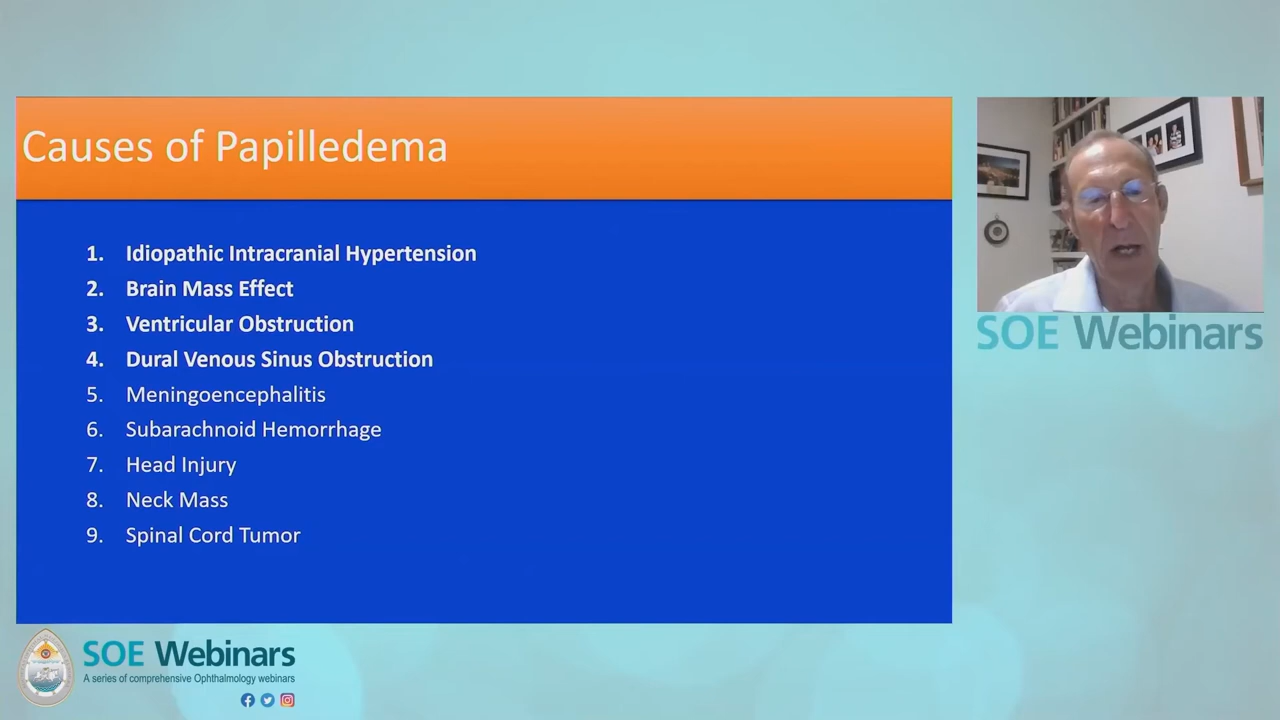 Causes of Papilledema
1. Idiopathic Intracranial Hypertension
2. Brain Mass Effect
3. Ventricular Obstruction
4. Dural Venous Sinus Obstruction
5. Meningoencephalitis
6. Subarachnoid Hemorrhage
7. Head Injury
8. Neck Mass
9. Spinal Cord Tumor
SOE Webinars
SOE Webinars
A series of comprehensive Ophthalmology webinars